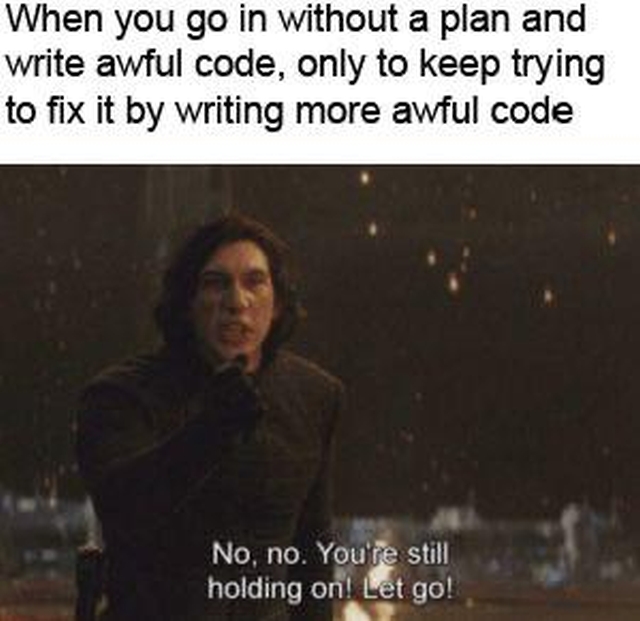 When you go in without a plan and
write awful code, only to keep trying
to fix it by writing more awful code
No, no. You're still
holding on! Let go!